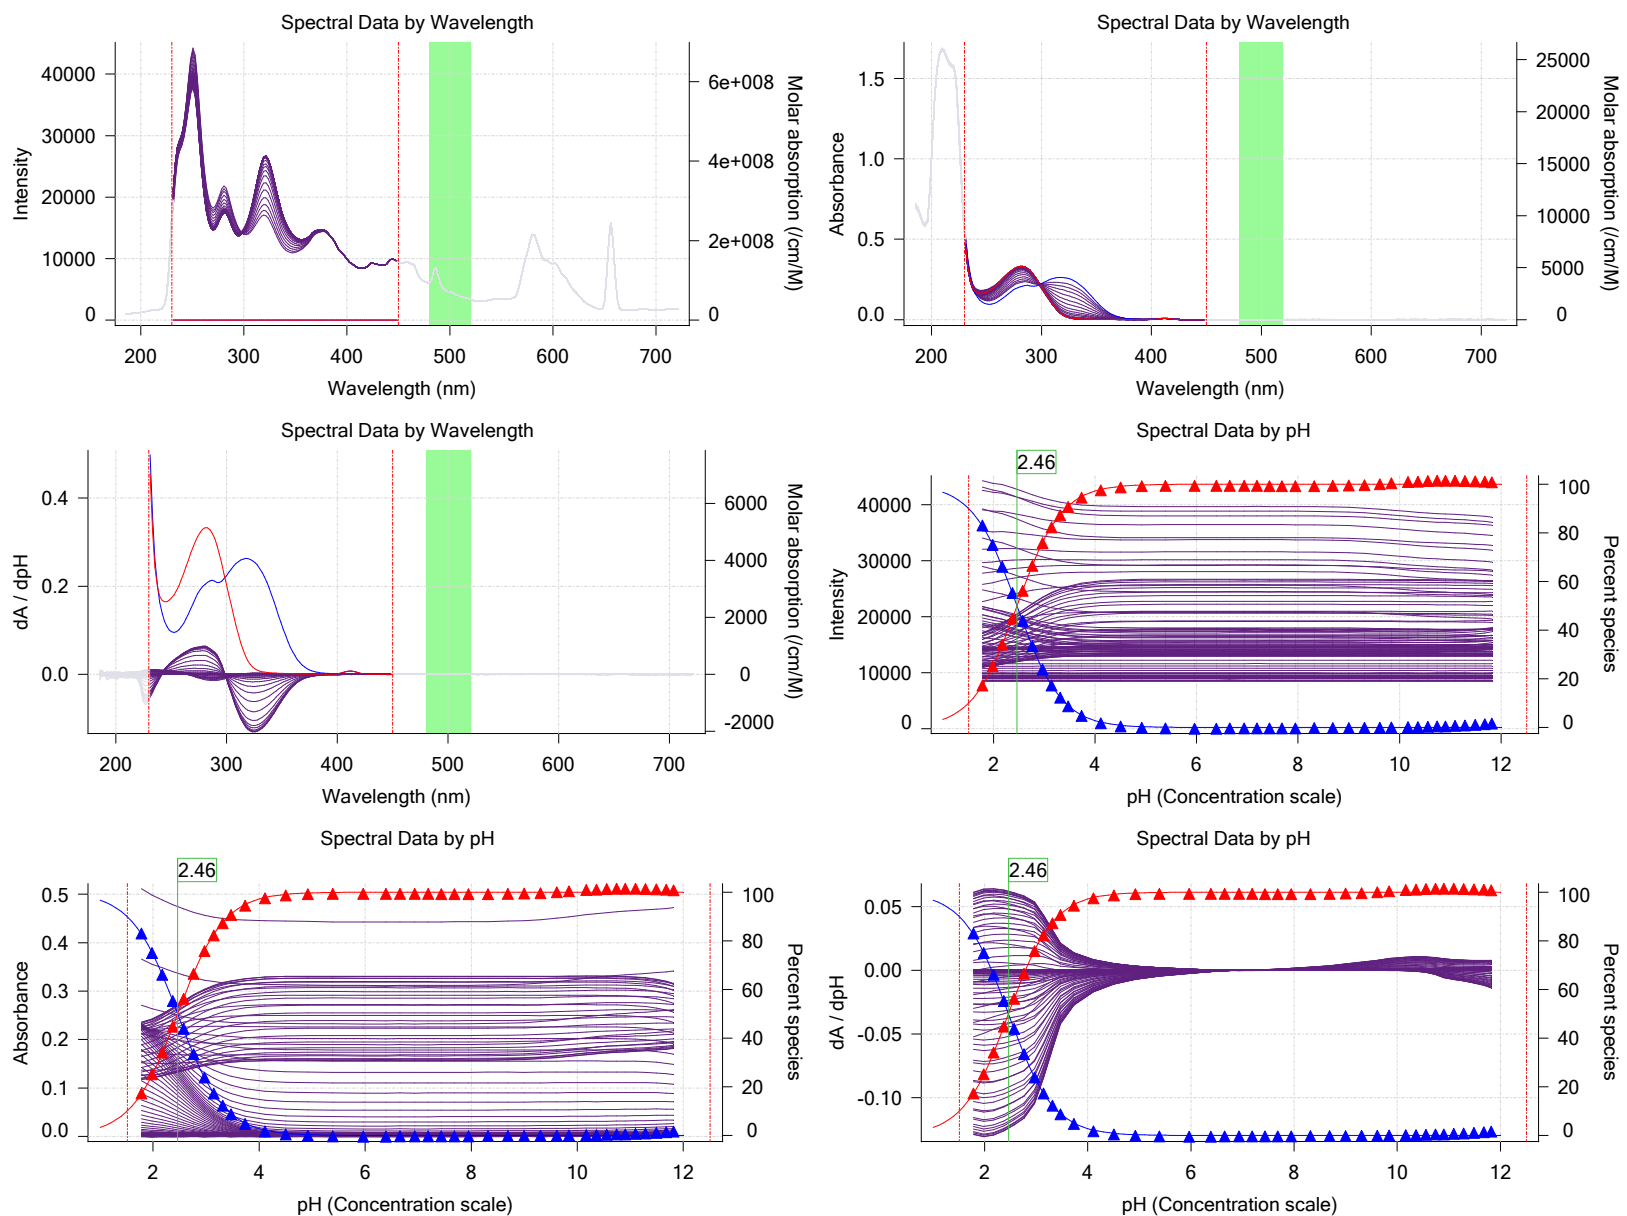 Spectral Data by Wavelength
40000
30000
20000
10000
0
Intensity
6e+008
4e+008
2e+008
0
Molar absorption (/cm/M)
200 300 400 500 600 700
Wavelength (nm)
Spectral Data by Wavelength
1.5
1.0
0.5
0.0
Absorbance
25000
20000
15000
10000
5000
0
Molar absorption (/cm/M)
200 300 400 500 600 700
Wavelength (nm)
Spectral Data by Wavelength
0.4
0.2
0.0
dA / dpH
6000
4000
2000
0
-2000
Molar absorption (/cm/M)
200 300 400 500 600 700
Wavelength (nm)
Spectral Data by pH
2.46
40000
30000
20000
10000
0
Intensity
100
80
60
40
20
0
Percent species
2 4 6 8 10 12
pH (Concentration scale)
Spectral Data by pH
2.46
0.5
0.4
0.3
0.2
0.1
0.0
Absorbance
100
80
60
40
20
0
Percent species
2 4 6 8 10 12
pH (Concentration scale)
Spectral Data by pH
2.46
0.05
0.00
-0.05
-0.10
dA / dpH
100
80
60
40
20
0
Percent species
2 4 6 8 10 12
pH (Concentration scale)